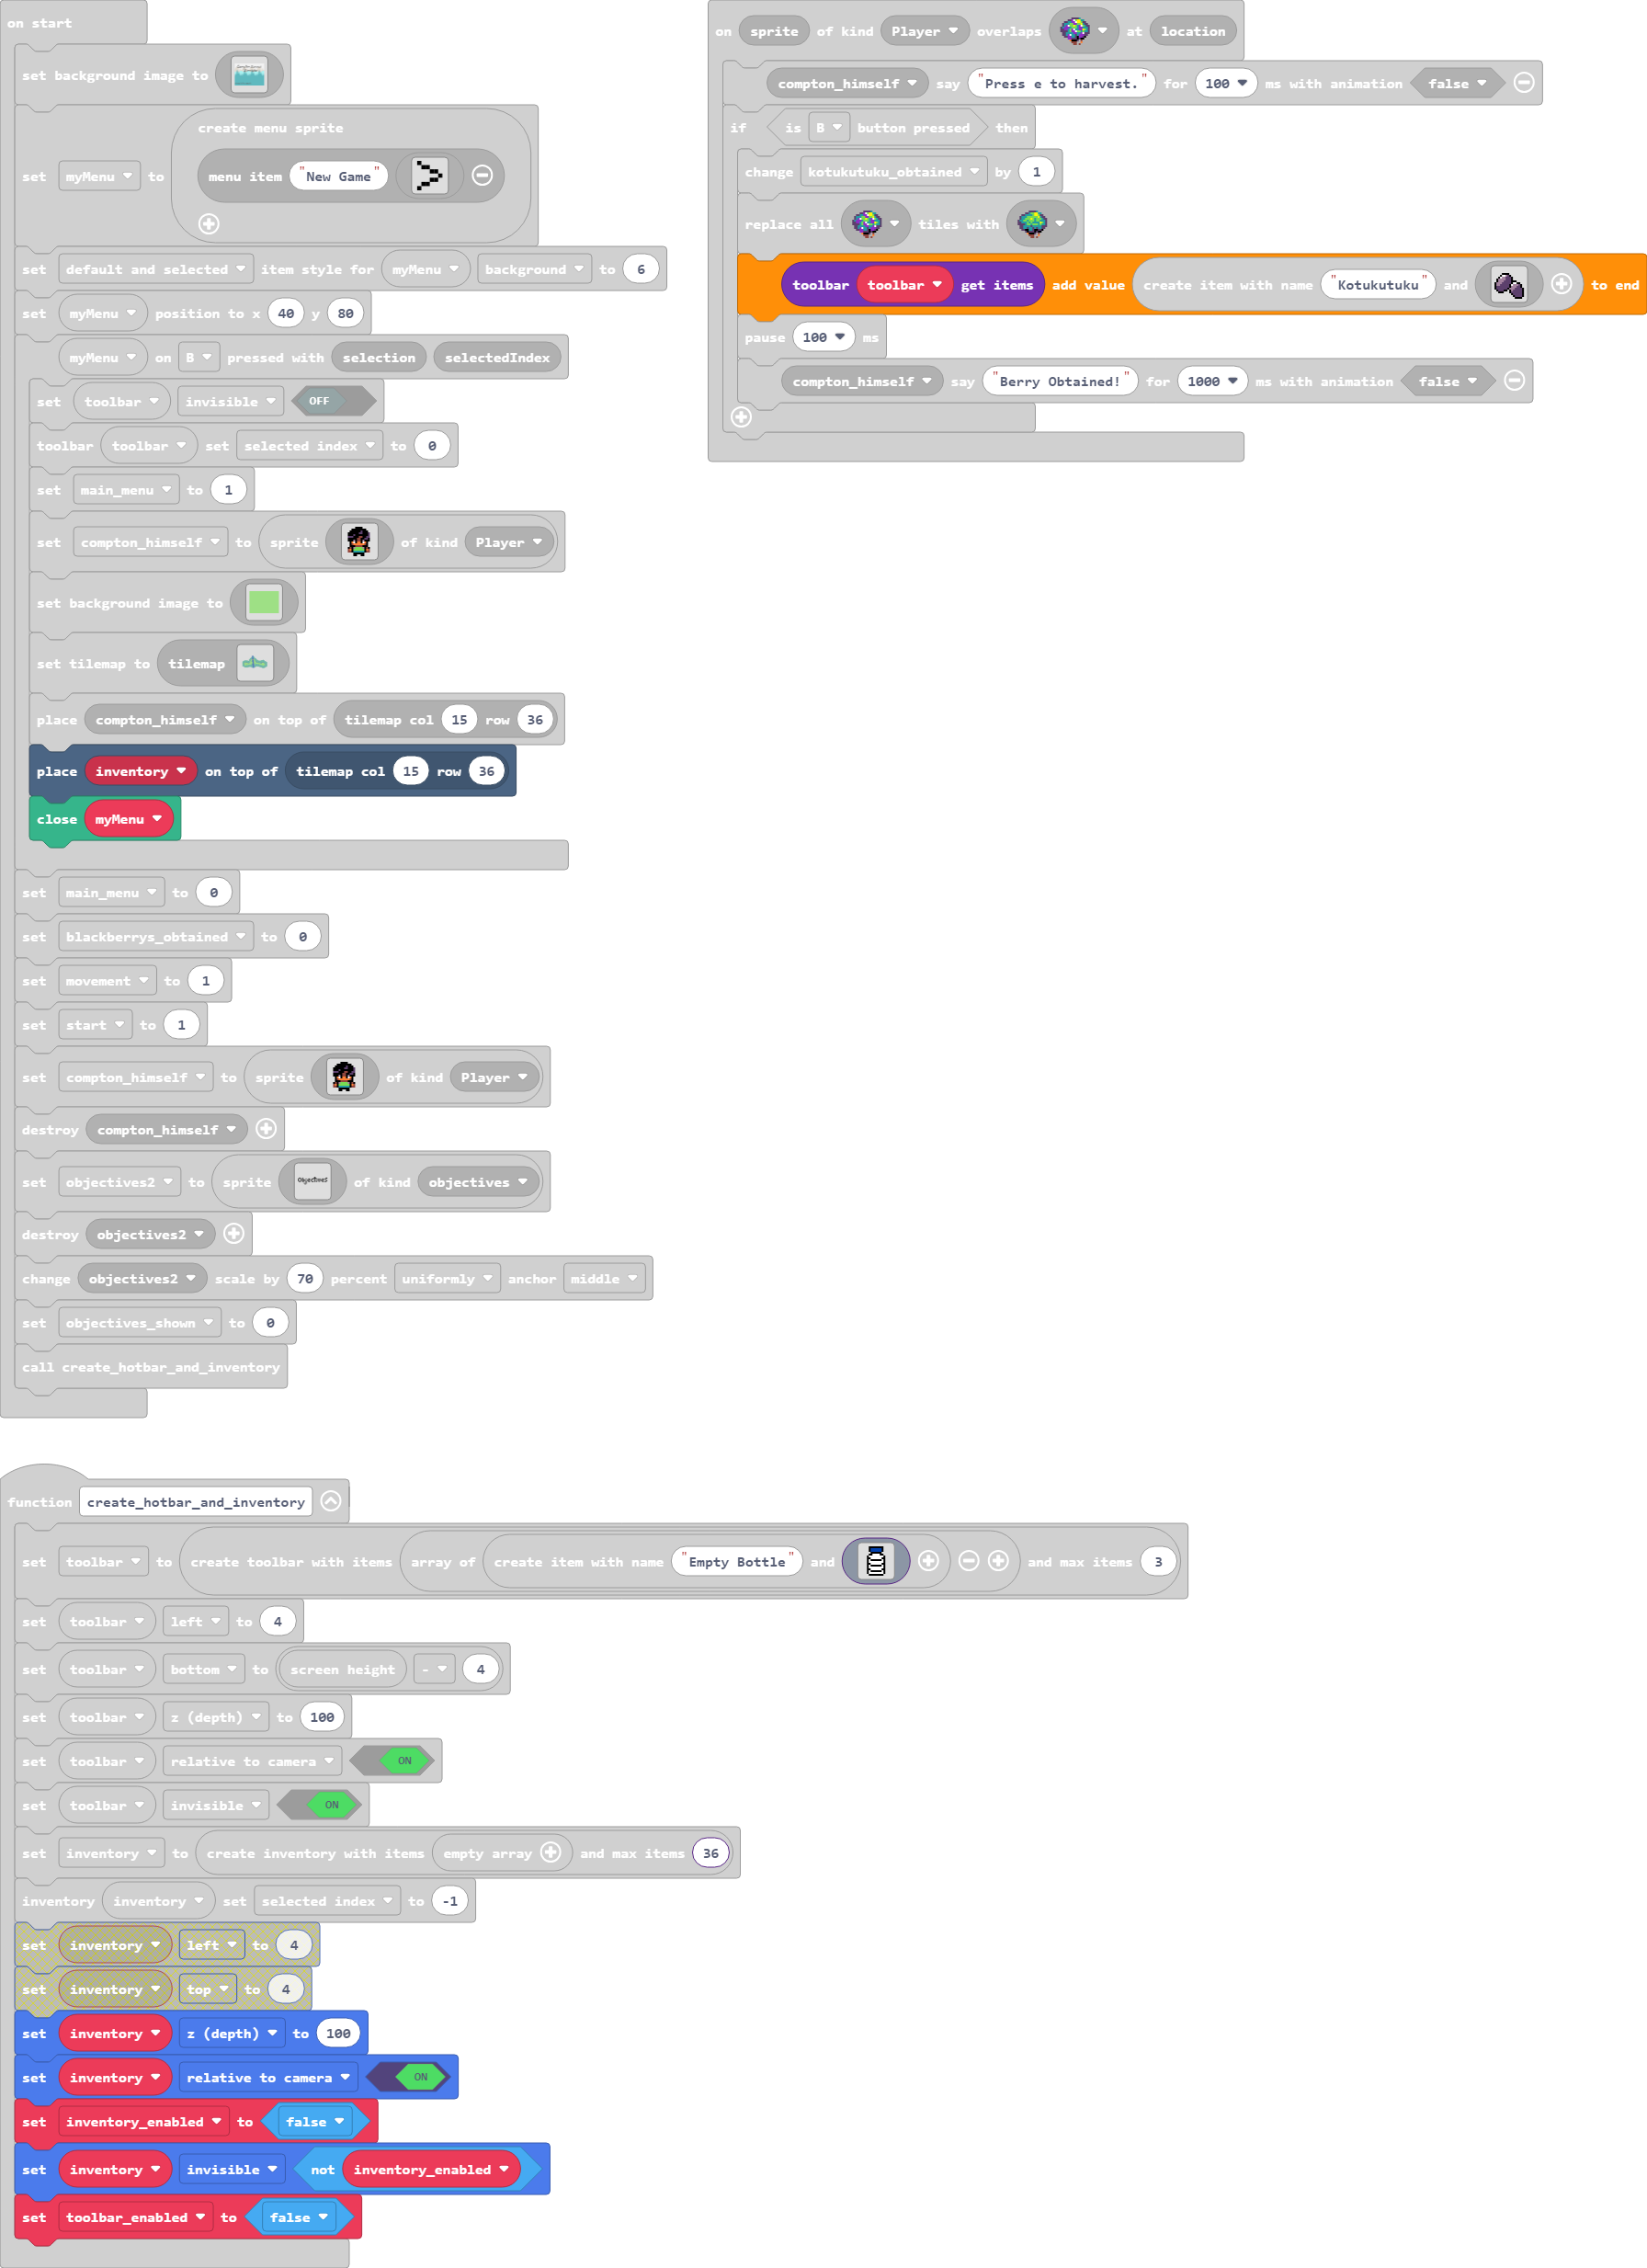 on start
set background image to
set myMenu to create menu sprite
menu item "New Game"
set default and selected item style for myMenu background to 6
set myMenu position to x 40 y 80
myMenu on B pressed with selection selectedIndex
set toolbar invisible OFF
toolbar toolbar set selected index to 0
set main_menu to 1
set compton_himself to sprite of kind Player
set background image to
set tilemap to tilemap
place compton_himself on top of tilemap col 15 row 36
place inventory on top of tilemap col 15 row 36
close myMenu
set main_menu to 0
set blackberrys_obtained to 0
set movement to 1
set start to 1
set compton_himself to sprite of kind Player
destroy compton_himself
set objectives2 to sprite Objectives of kind objectives
destroy objectives2
change objectives2 scale by 70 percent uniformly anchor middle
set objectives_shown to 0
call create_hotbar_and_inventory
on sprite of kind Player overlaps at location
compton_himself say "Press e to harvest." for 100 ms with animation false
if is B button pressed then
change kotukutuku_obtained by 1
replace all tiles with
toolbar toolbar get items add value create item with name "Kotukutuku" and to end
pause 100 ms
compton_himself say "Berry Obtained!" for 1000 ms with animation false
function create_hotbar_and_inventory
set toolbar to create toolbar with items array of create item with name "Empty Bottle" and and max items 3
set toolbar left to 4
set toolbar bottom to screen height - 4
set toolbar z (depth) to 100
set toolbar relative to camera ON
set toolbar invisible ON
set inventory to create inventory with items empty array and max items 36
inventory inventory set selected index to -1
set inventory left to 4
set inventory top to 4
set inventory z (depth) to 100
set inventory relative to camera ON
set inventory_enabled to false
set inventory invisible not inventory_enabled
set toolbar_enabled to false